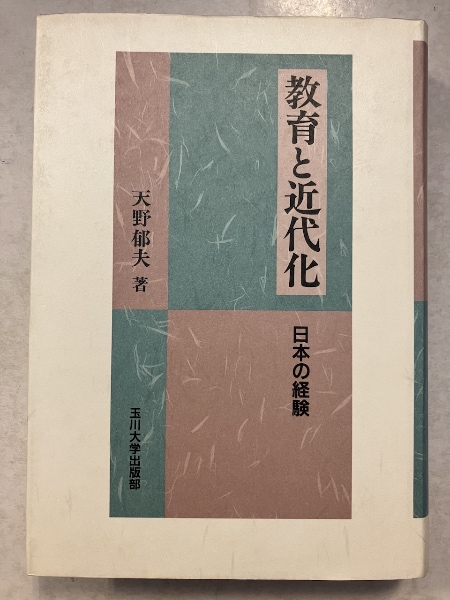 教育と近代化
日本の経験
天野郁夫 著
玉川大学出版部